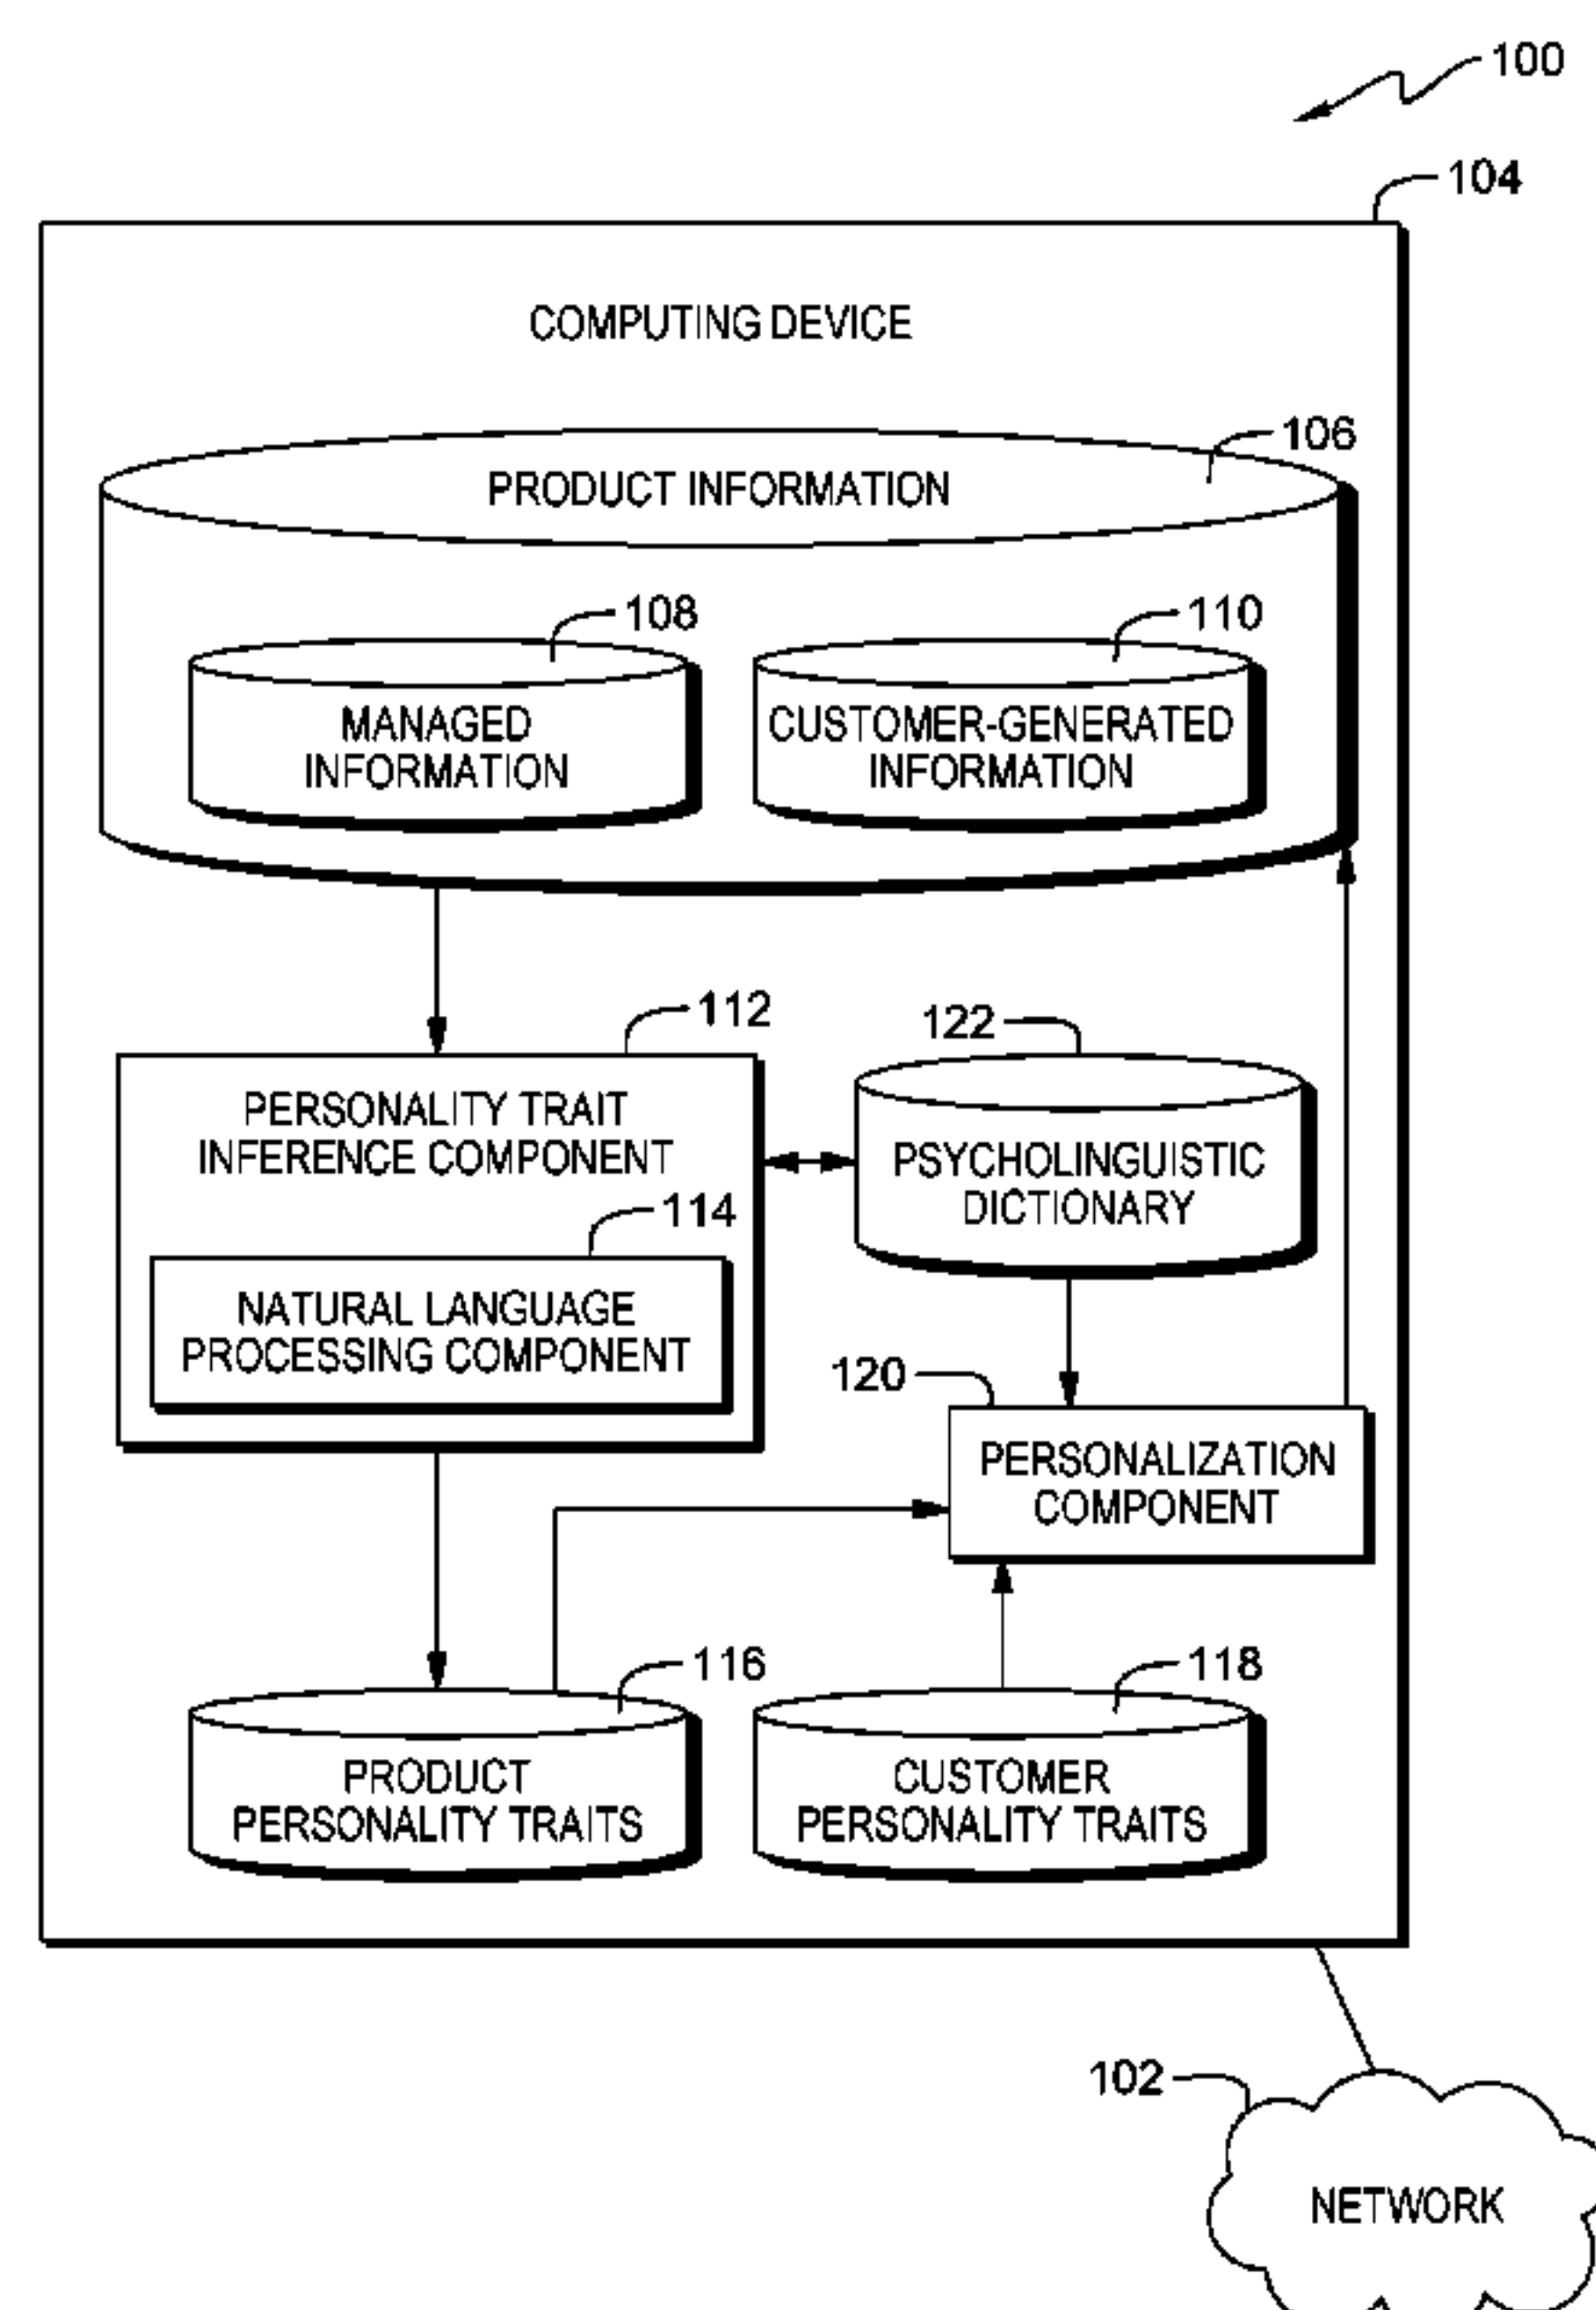 100
104
COMPUTING DEVICE
106
PRODUCT INFORMATION
108
110
MANAGED
INFORMATION
CUSTOMER-GENERATED
INFORMATION
112
122
PERSONALITY TRAIT
INFERENCE COMPONENT
PSYCHOLINGUISTIC
DICTIONARY
114
NATURAL LANGUAGE
PROCESSING COMPONENT
120
PERSONALIZATION
COMPONENT
116
118
PRODUCT
PERSONALITY TRAITS
CUSTOMER
PERSONALITY TRAITS
102
NETWORK